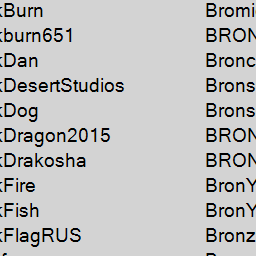 kBurn Bromi
kburn651 BRON
kDan Bronc
kDesertStudios Brons
kDog Brons
kDragon2015 BRON
kDrakosha BRON
kFire BronY
kFish BronY
kFlagRUS Bronz